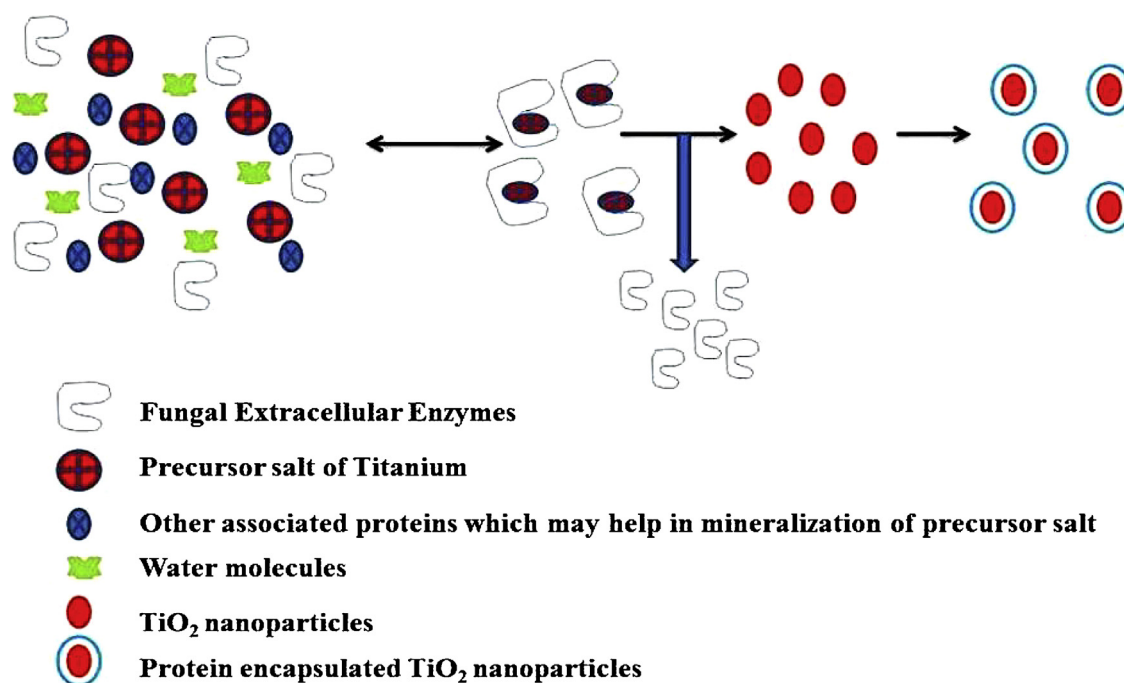 Fungal Extracellular Enzymes
Precursor salt of Titanium
Other associated proteins which may help in mineralization of precursor salt
Water molecules
TiO₂ nanoparticles
Protein encapsulated TiO₂ nanoparticles